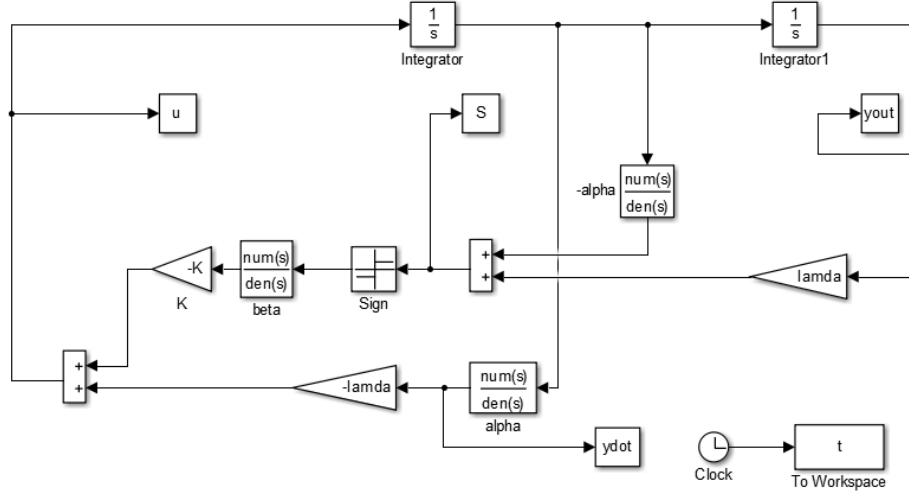 1
s
Integrator
1
s
Integrator1
u
S
yout
-alpha
num(s)
den(s)
+
+
lamda
-K
K
num(s)
den(s)
beta
Sign
+
+
-lamda
num(s)
den(s)
alpha
ydot
Clock
t
To Workspace